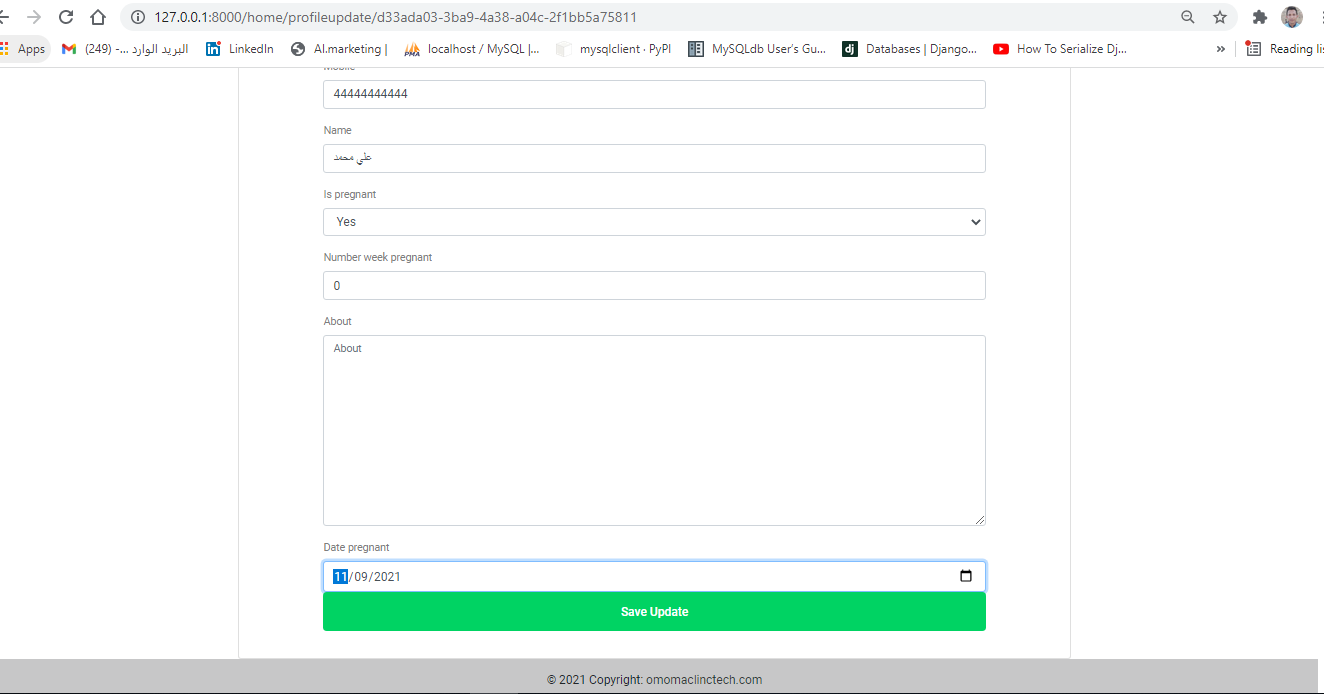 127.0.0.1:8000/home/profileupdate/d33ada03-3ba9-4a38-a04c-2f1bb5a75811
Apps
البريد الوارد ...- (249)
LinkedIn
AI.marketing |
localhost / MySQL |...
mysqlclient · PyPI
MySQLdb User's Gu...
Databases | Django...
How To Serialize Dj...
»
Reading lis
Mobile
44444444444
Name
علي محمد
Is pregnant
Yes
Number week pregnant
0
About
About
Date pregnant
11/09/2021
Save Update
© 2021 Copyright: omomaclinctech.com